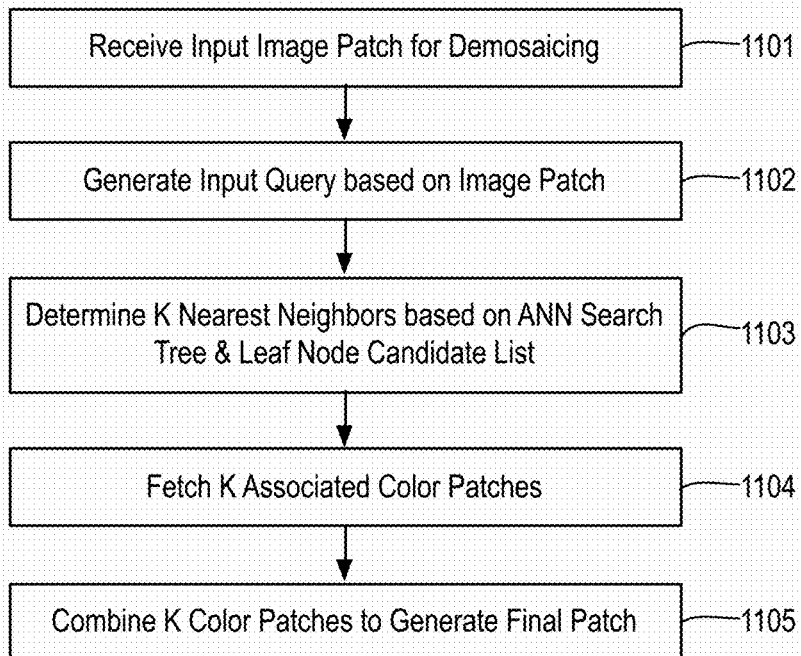 Receive Input Image Patch for Demosaicing
1101
Generate Input Query based on Image Patch
1102
Determine K Nearest Neighbors based on ANN Search
Tree & Leaf Node Candidate List
1103
Fetch K Associated Color Patches
1104
Combine K Color Patches to Generate Final Patch
1105